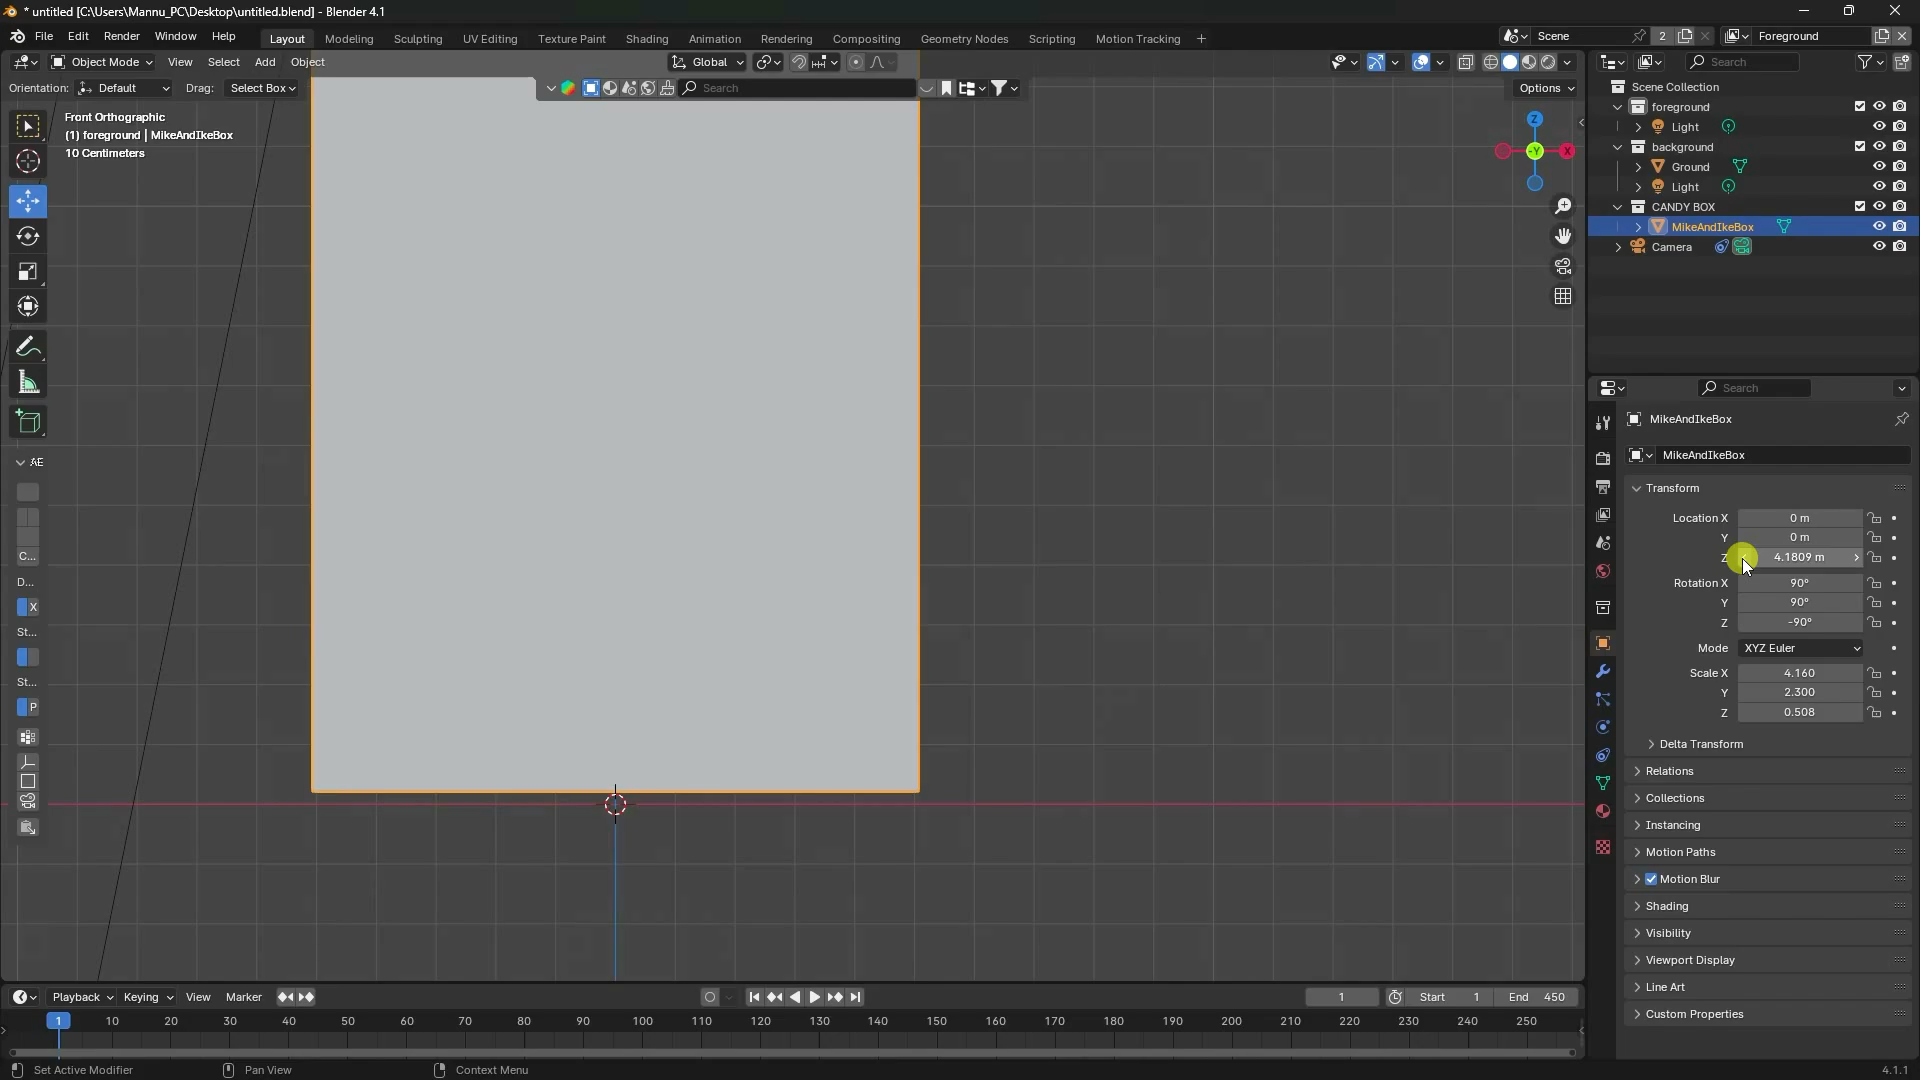 * untitled [C:\Users\Mannu_PC\Desktop\untitled.blend] - Blender 4.1
File Edit Render Window Help Layout Modeling Sculpting UV Editing Texture Paint Shading Animation Rendering Compositing Geometry Nodes Scripting Motion Tracking + Scene 2 Foreground
Object Mode View Select Add Object Global Search
Orientation: Default Drag: Select Box Search Options
Front Orthographic
(1) foreground | MikeAndIkeBox
10 Centimeters
Z
-Y X
AE
C...
D...
X
St...
St...
P
Scene Collection
foreground
Light
background
Ground
Light
CANDY BOX
MikeAndIkeBox
Camera
Search
MikeAndIkeBox
MikeAndIkeBox
Transform
Location X 0 m
Y 0 m
Z 4.1809 m
Rotation X 90°
Y 90°
Z -90°
Mode XYZ Euler
Scale X 4.160
Y 2.300
Z 0.508
Delta Transform
Relations
Collections
Instancing
Motion Paths
Motion Blur
Shading
Visibility
Viewport Display
Line Art
Custom Properties
Playback Keying View Marker 1 Start 1 End 450
1 10 20 30 40 50 60 70 80 90 100 110 120 130 140 150 160 170 180 190 200 210 220 230 240 250
Set Active Modifier Pan View Context Menu 4.1.1